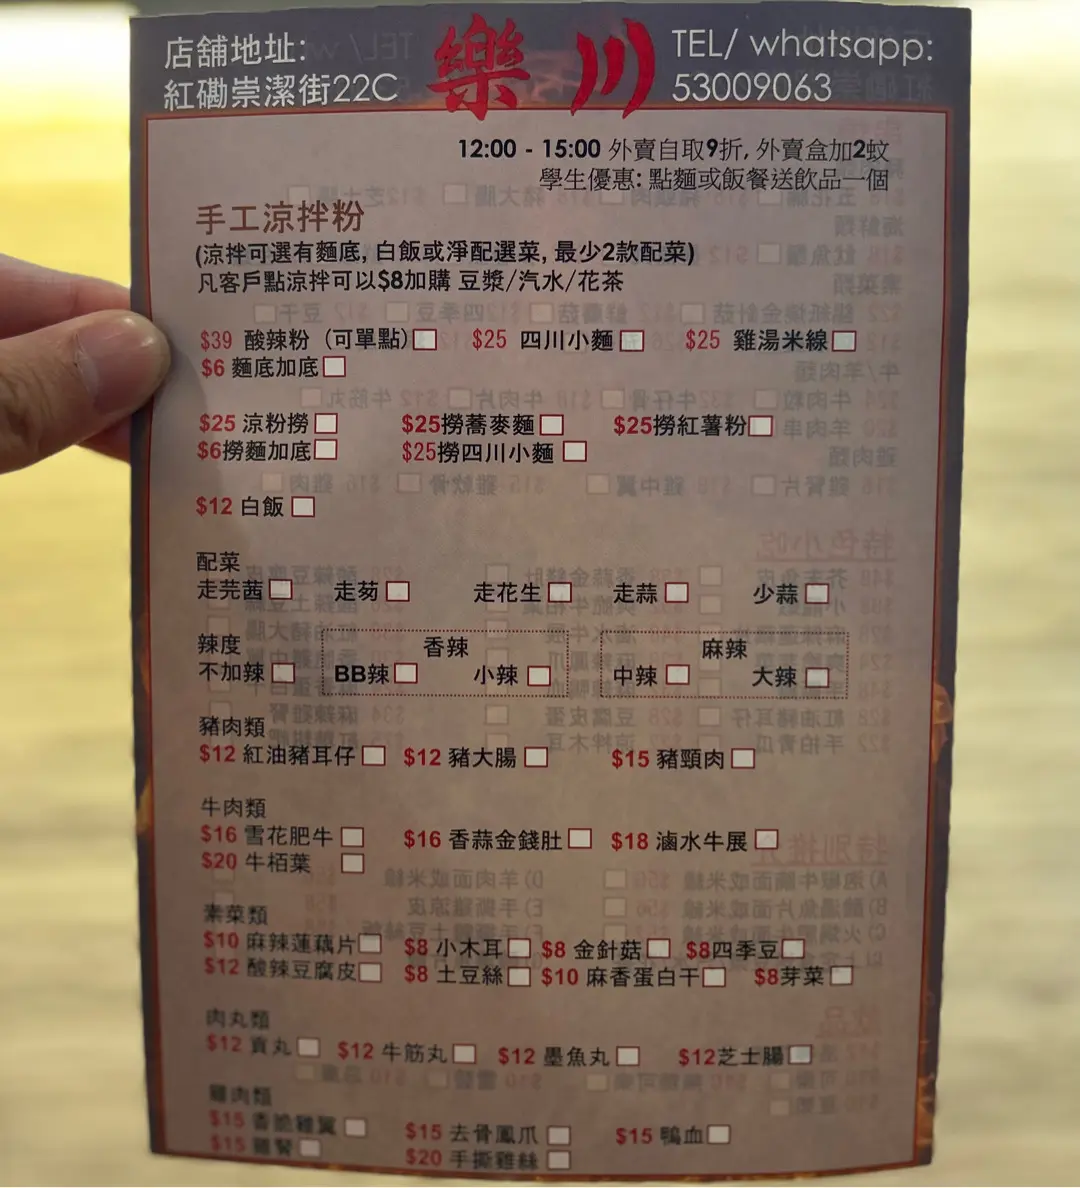 店舖地址:
紅磡崇潔街22C
樂川
TEL/ whatsapp:
53009063
12:00 - 15:00 外賣自取9折, 外賣盒加2蚊
學生優惠: 點麵或飯餐送飲品一個
手工涼拌粉
(涼拌可選有麵底, 白飯或淨配選菜, 最少2款配菜)
凡客戶點涼拌可以$8加購 豆漿/汽水/花茶
$39 酸辣粉 (可單點) $25 四川小麵 $25 雞湯米線
$6 麵底加底
$25 涼粉撈 $25撈蕎麥麵 $25撈紅薯粉
$6撈麵加底 $25撈四川小麵
$12 白飯
配菜
走芫茜 走芴 走花生 走蒜 少蒜
辣度 香辣 麻辣
不加辣 BB辣 小辣 中辣 大辣
豬肉類
$12 紅油豬耳仔 $12 豬大腸 $15 豬頸肉
牛肉類
$16 雪花肥牛 $16 香蒜金錢肚 $18 滷水牛展
$20 牛栢葉
素菜類
$10 麻辣蓮藕片 $8 小木耳 $8 金針菇 $8四季豆
$12 酸辣豆腐皮 $8 土豆絲 $10 麻香蛋白干 $8芽菜
肉丸類
$12 貢丸 $12 牛筋丸 $12 墨魚丸 $12芝士腸
雞肉類
$15 香脆雞翼 $15 去骨鳳爪 $15 鴨血
$15 雞腎 $20 手撕雞絲